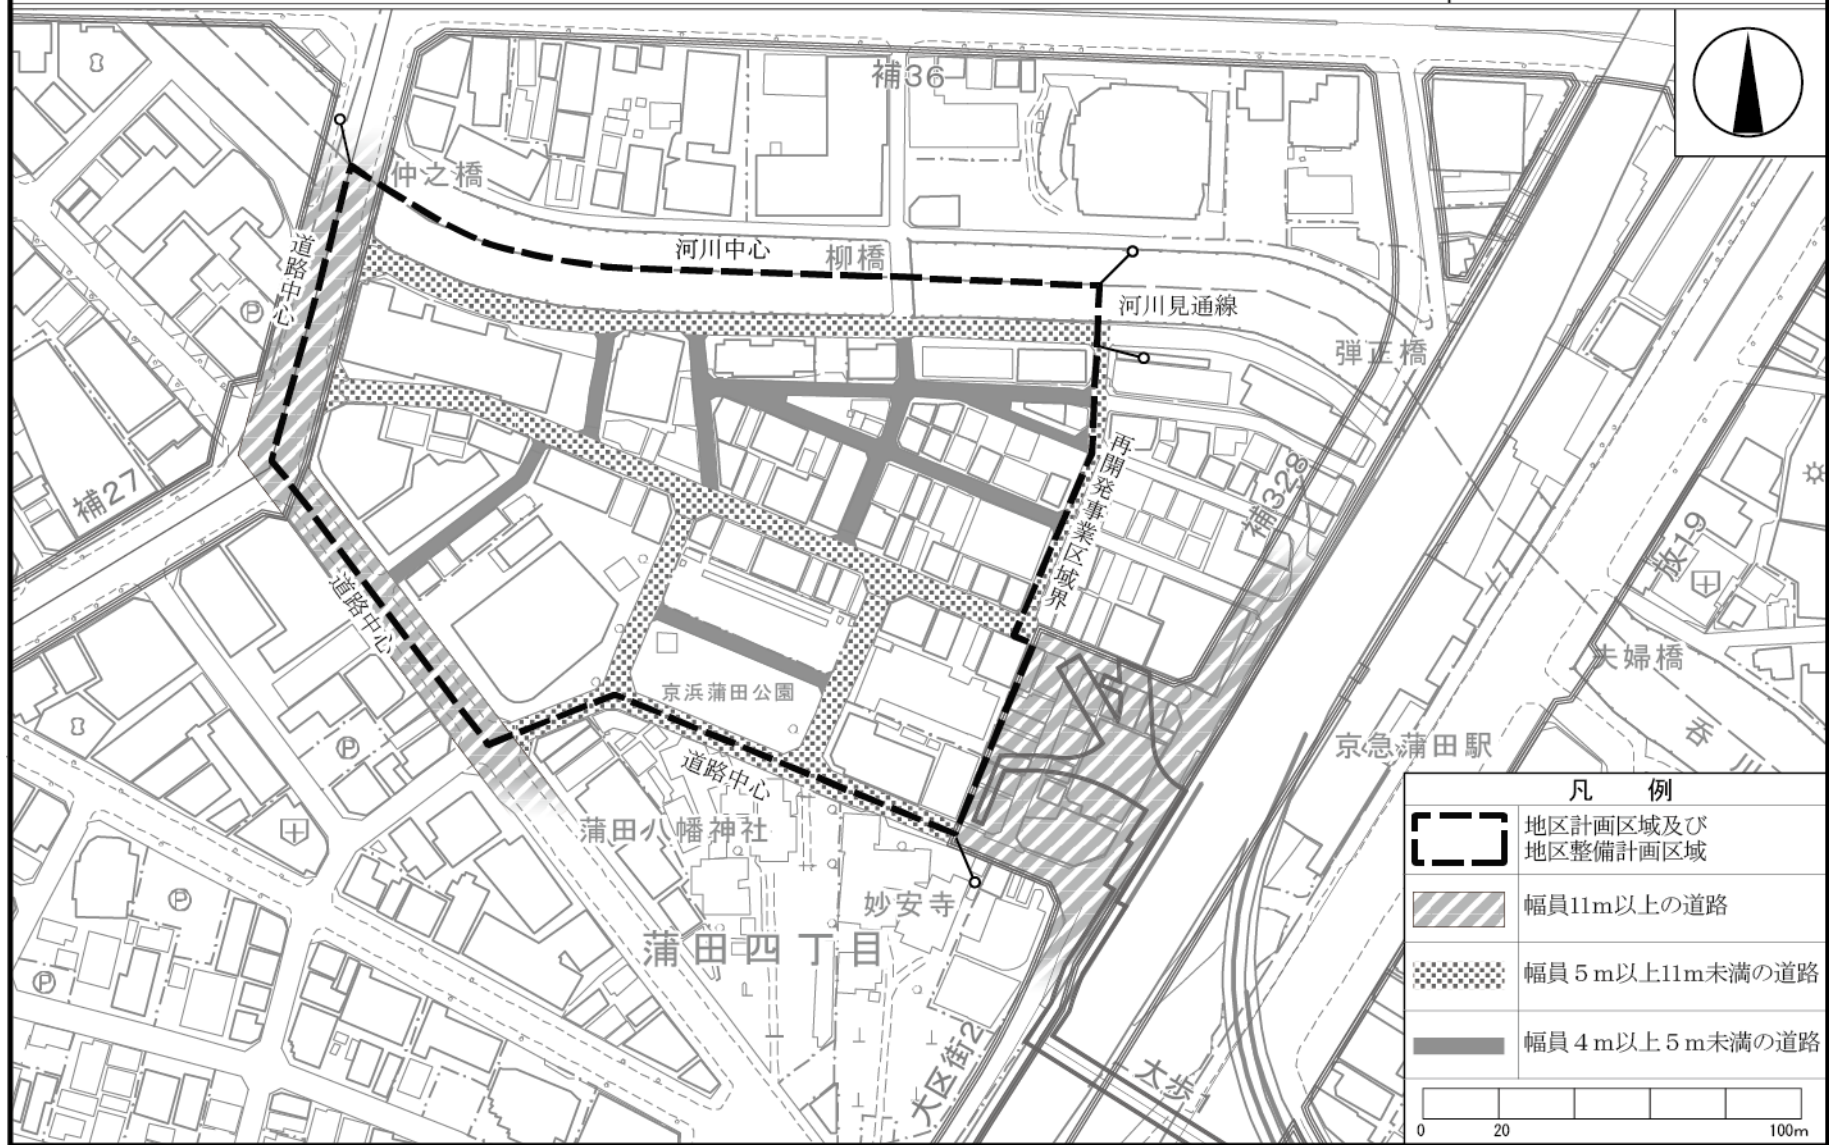 補36
仲之橋
道路中心
河川中心
柳橋
河川見通線
弾正橋
補27
再開発事業区域界
補328
補19
道路中心
京浜蒲田公園
夫婦橋
呑川
京急蒲田駅
道路中心
蒲田八幡神社
妙安寺
蒲田四丁目
大区街2
大歩
P
P
P
P
凡 例
地区計画区域及び
地区整備計画区域
幅員11m以上の道路
幅員5m以上11m未満の道路
幅員4m以上5m未満の道路
0 20 100m